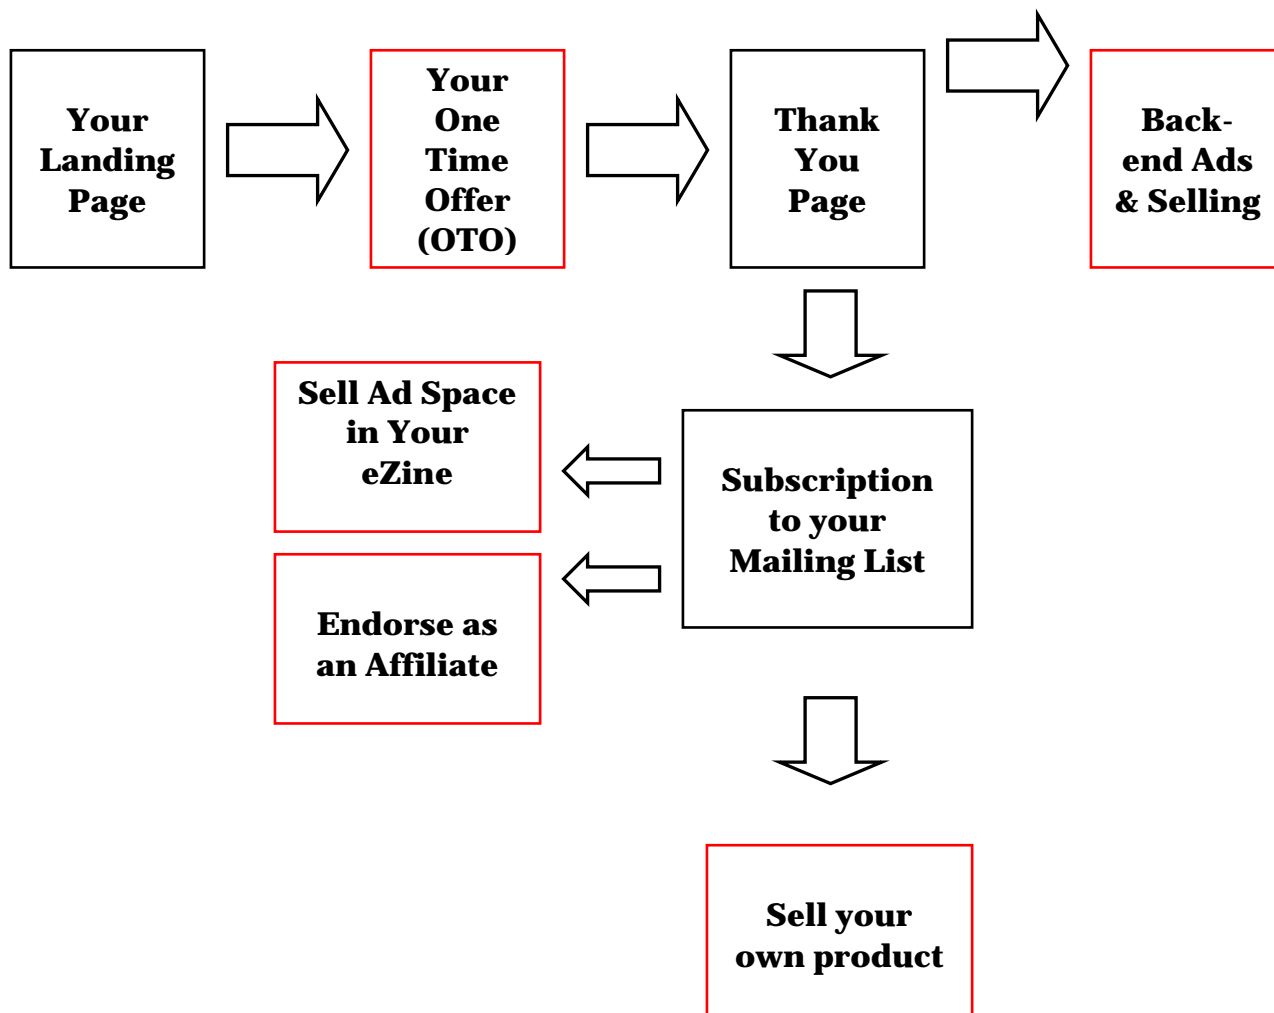 Your
Landing
Page
Your
One
Time
Offer
(OTO)
Thank
You
Page
Back-
end Ads
& Selling
Sell Ad Space
in Your
eZine
Subscription
to your
Mailing List
Endorse as
an Affiliate
Sell your
own product